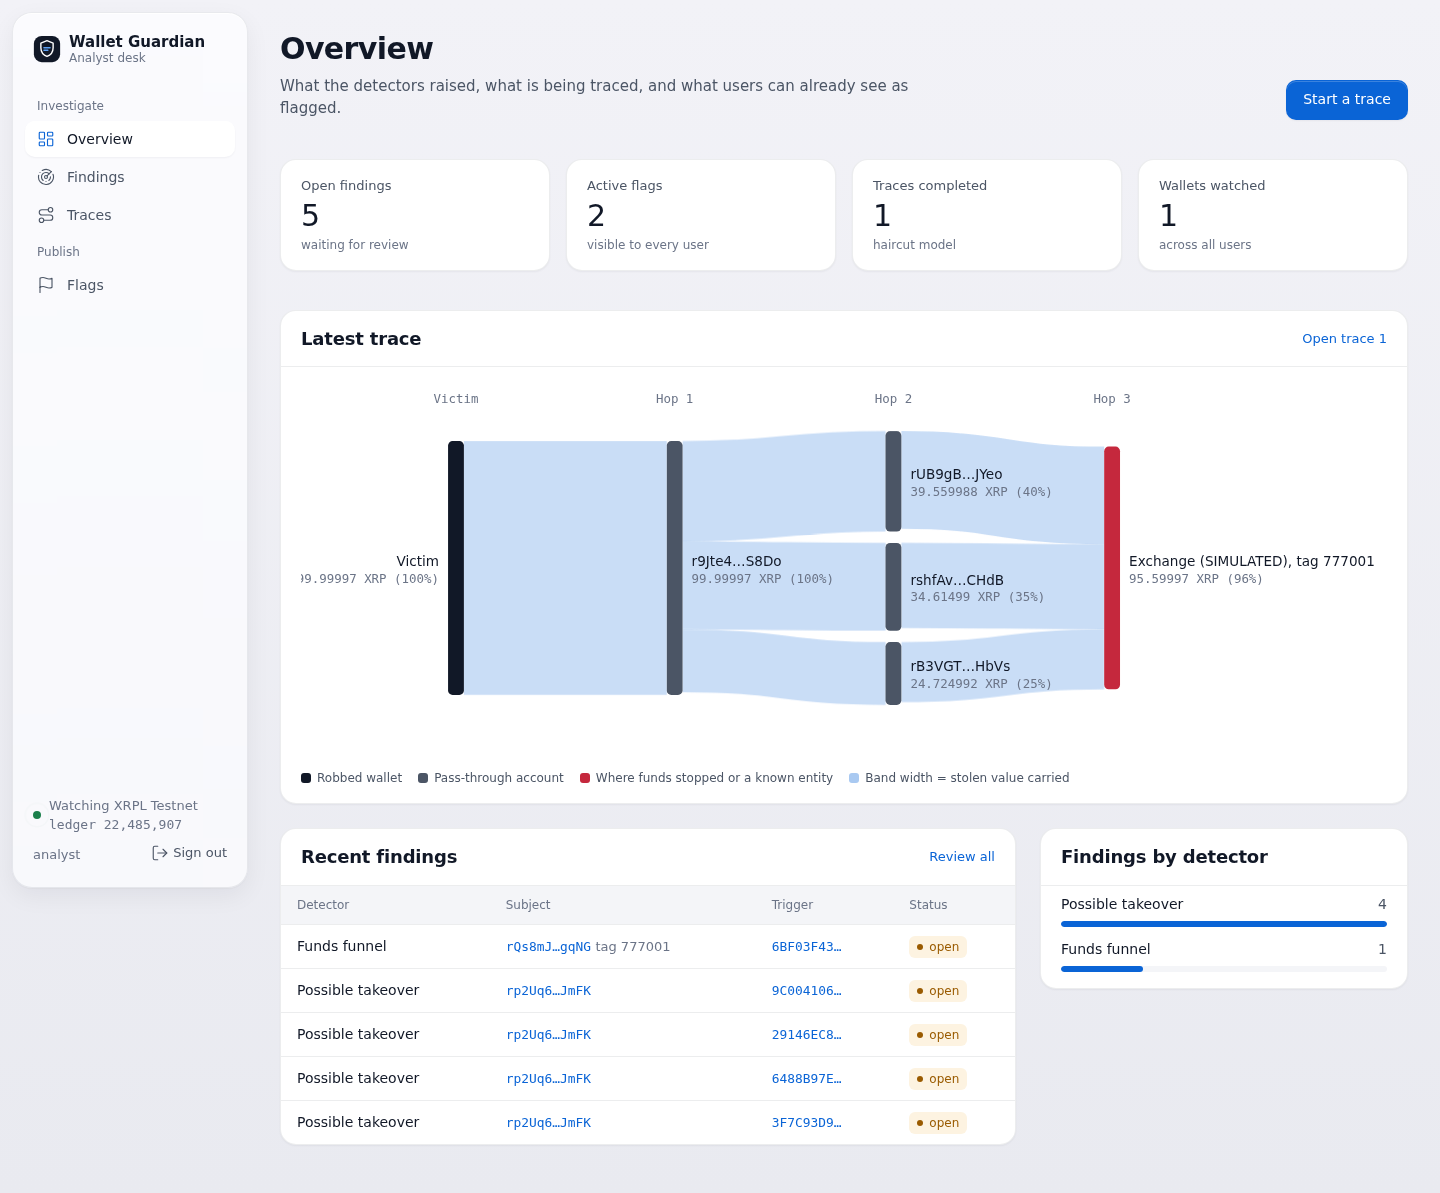 Wallet Guardian
Analyst desk
Investigate
Overview
Findings
Traces
Publish
Flags
Watching XRPL Testnet
ledger 22,485,907
analyst
Sign out
Overview
What the detectors raised, what is being traced, and what users can already see as
flagged.
Start a trace
Open findings
5
waiting for review
Active flags
2
visible to every user
Traces completed
1
haircut model
Wallets watched
1
across all users
Latest trace
Open trace 1
Victim
Hop 1
Hop 2
Hop 3
Victim
99.99997 XRP (100%)
r9Jte4…S8Do
99.99997 XRP (100%)
rUB9gB…JYeo
39.559988 XRP (40%)
rshfAv…CHdB
34.61499 XRP (35%)
rB3VGT…HbVs
24.724992 XRP (25%)
Exchange (SIMULATED), tag 777001
95.59997 XRP (96%)
Robbed wallet
Pass-through account
Where funds stopped or a known entity
Band width = stolen value carried
Recent findings
Review all
Detector Subject Trigger Status
Funds funnel rQs8mJ…gqNG tag 777001 6BF03F43… open
Possible takeover rp2Uq6…JmFK 9C004106… open
Possible takeover rp2Uq6…JmFK 29146EC8… open
Possible takeover rp2Uq6…JmFK 6488B97E… open
Possible takeover rp2Uq6…JmFK 3F7C93D9… open
Findings by detector
Possible takeover 4
Funds funnel 1